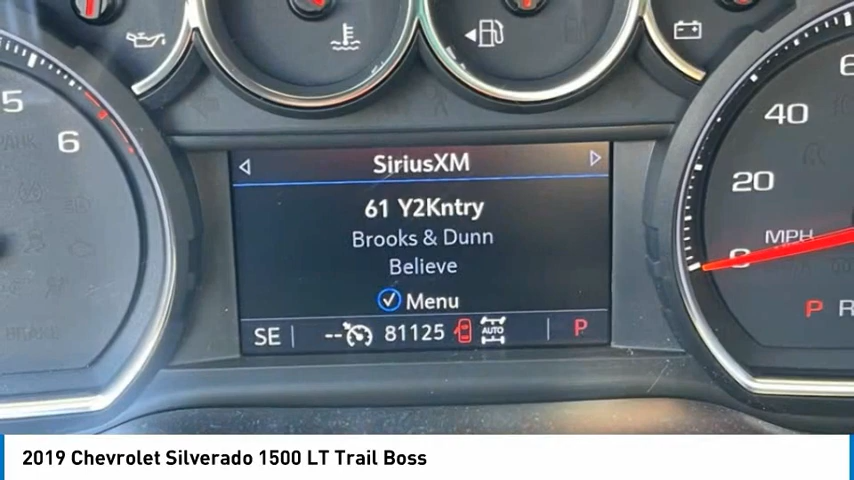 5
6
SiriusXM
61 Y2Kntry
Brooks & Dunn
Believe
Menu
SE -- 81125 AUTO P
40
20
MPH
0
P R
2019 Chevrolet Silverado 1500 LT Trail Boss